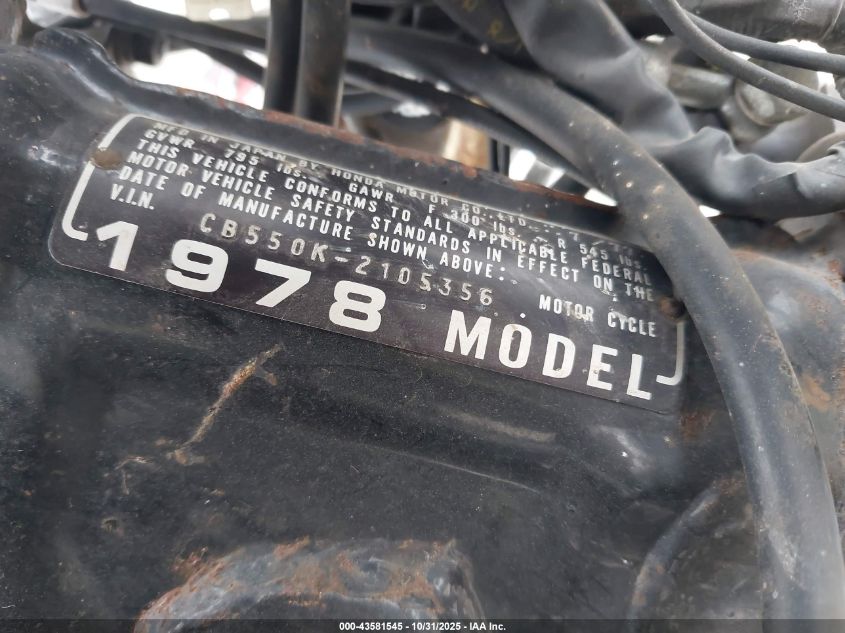 MFD IN JAPAN BY HONDA MOTOR CO., LTD.
GVWR 795 lbs. GAWR F 300 lbs. R 545 lbs.
THIS VEHICLE CONFORMS TO ALL APPLICABLE FEDERAL
MOTOR VEHICLE SAFETY STANDARDS IN EFFECT ON THE
DATE OF MANUFACTURE SHOWN ABOVE:
V.I.N. CB550K-2105356 MOTOR CYCLE
1978 MODEL
000-43581545 - 10/31/2025 - IAA Inc.